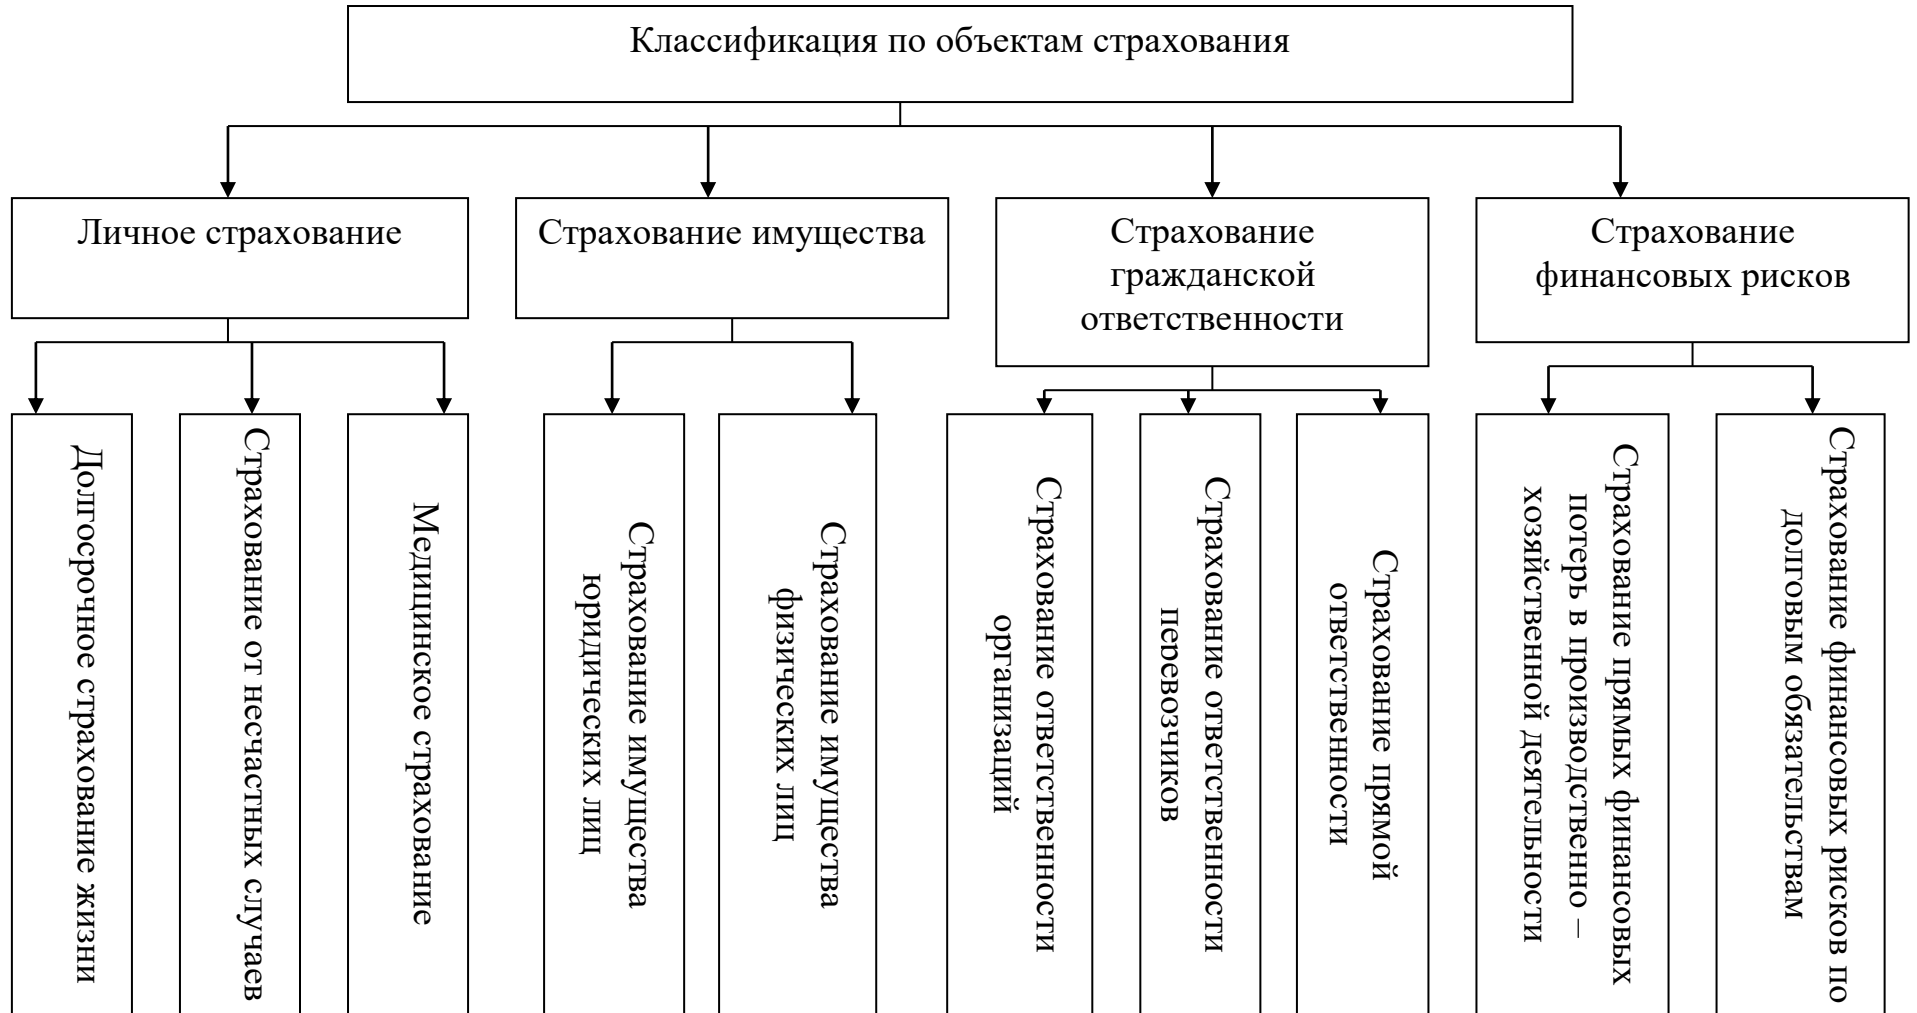 Классификация по объектам страхования
Личное страхование
Страхование имущества
Страхование
гражданской
ответственности
Страхование
финансовых рисков
Долгосрочное страхование жизни
Страхование от несчастных случаев
Медицинское страхование
Страхование имущества
юридических лиц
Страхование имущества
физических лиц
Страхование ответственности
организаций
Страхование ответственности
перевозчиков
Страхование прямой
ответственности
Страхование прямых финансовых
потерь в производственно –
хозяйственной деятельности
Страхование финансовых рисков по
долговым обязательствам